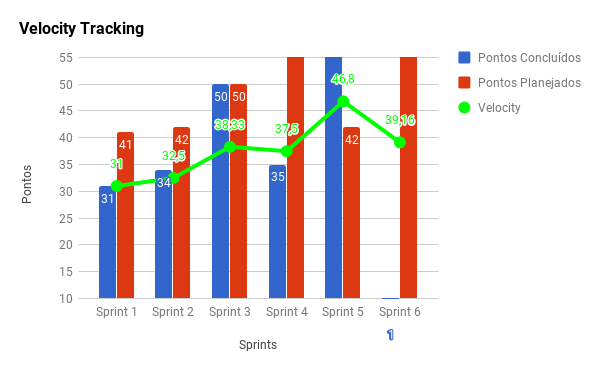 Velocity Tracking
55
50
45
40
35
30
25
20
15
10
Pontos
31
41
31
34
42
32,5
50
50
38,33
35
37,5
42
46,8
39,16
Sprint 1
Sprint 2
Sprint 3
Sprint 4
Sprint 5
Sprint 6
Sprints
Pontos Concluídos
Pontos Planejados
Velocity